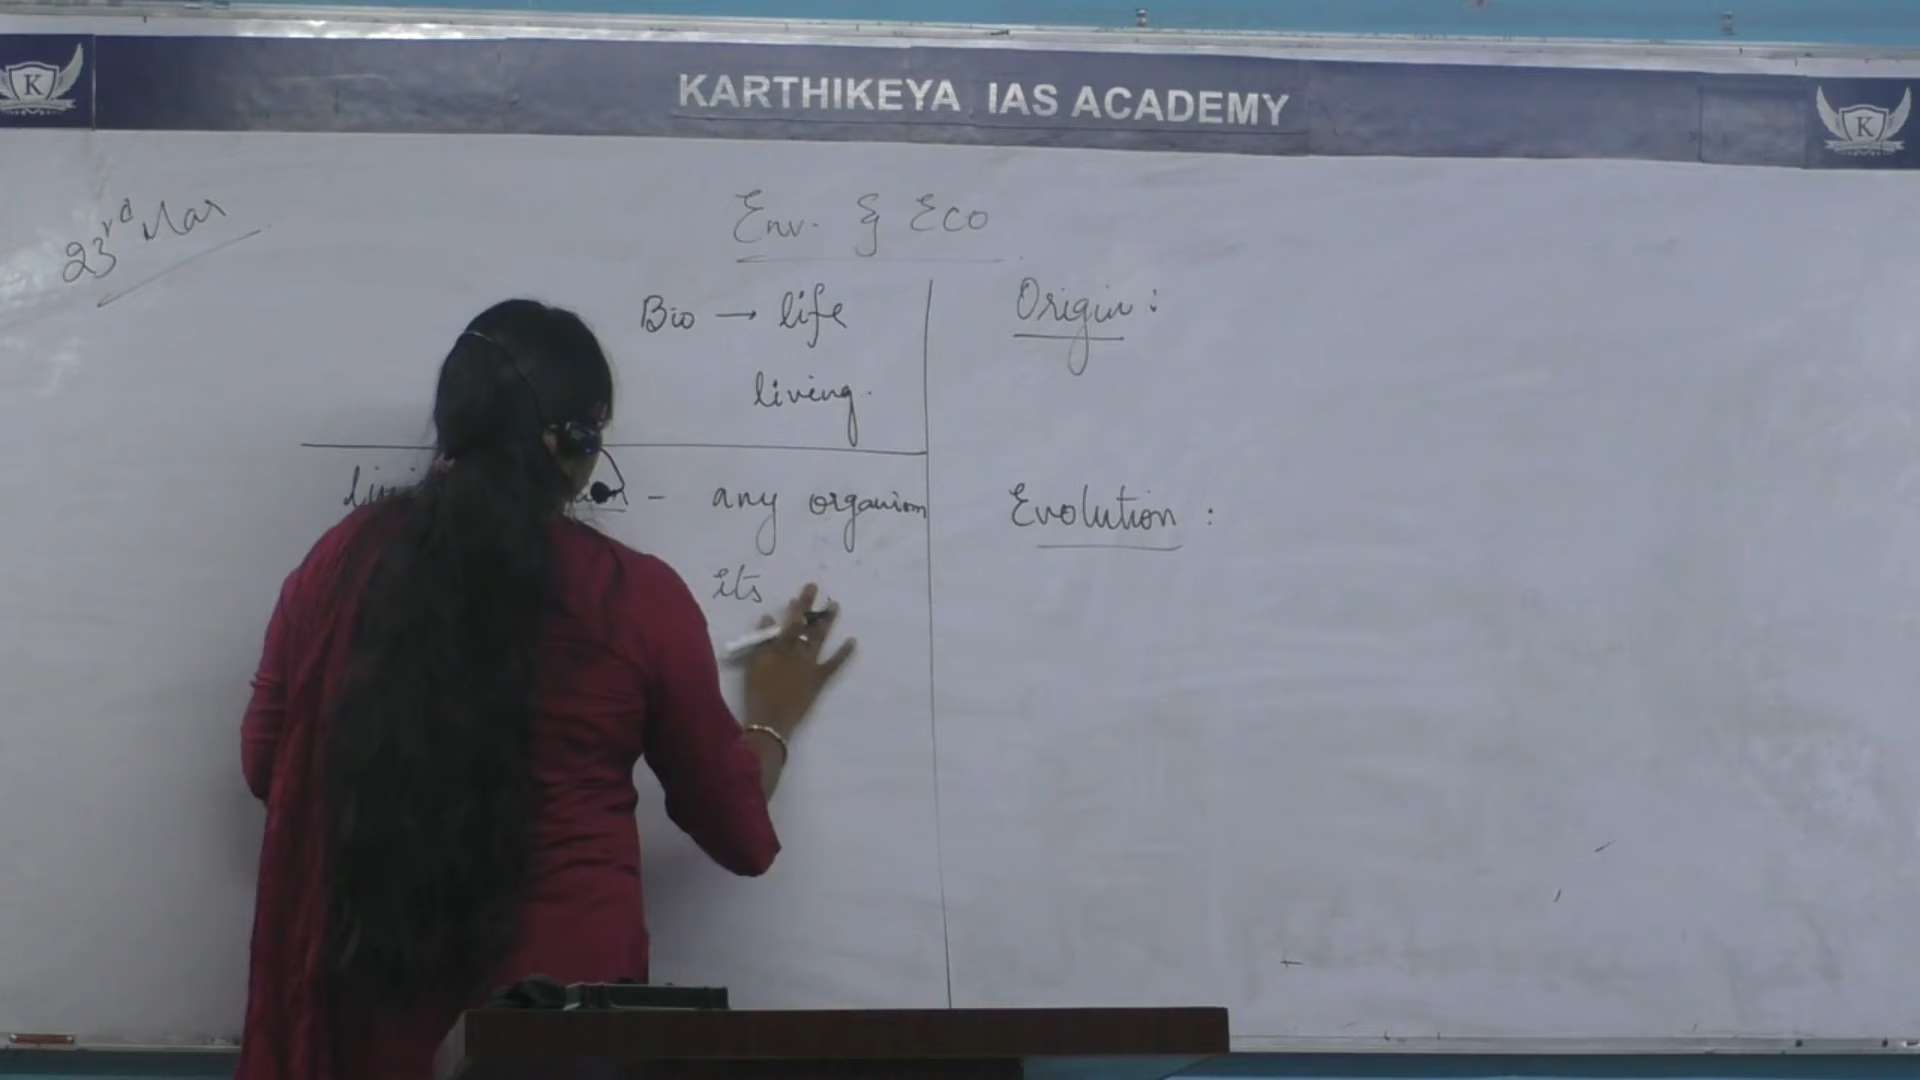 KARTHIKEYA IAS ACADEMY
K
K
23rd Mar
Env. & Eco
Bio → life
living.
- any organism
its
Origin :
Evolution :